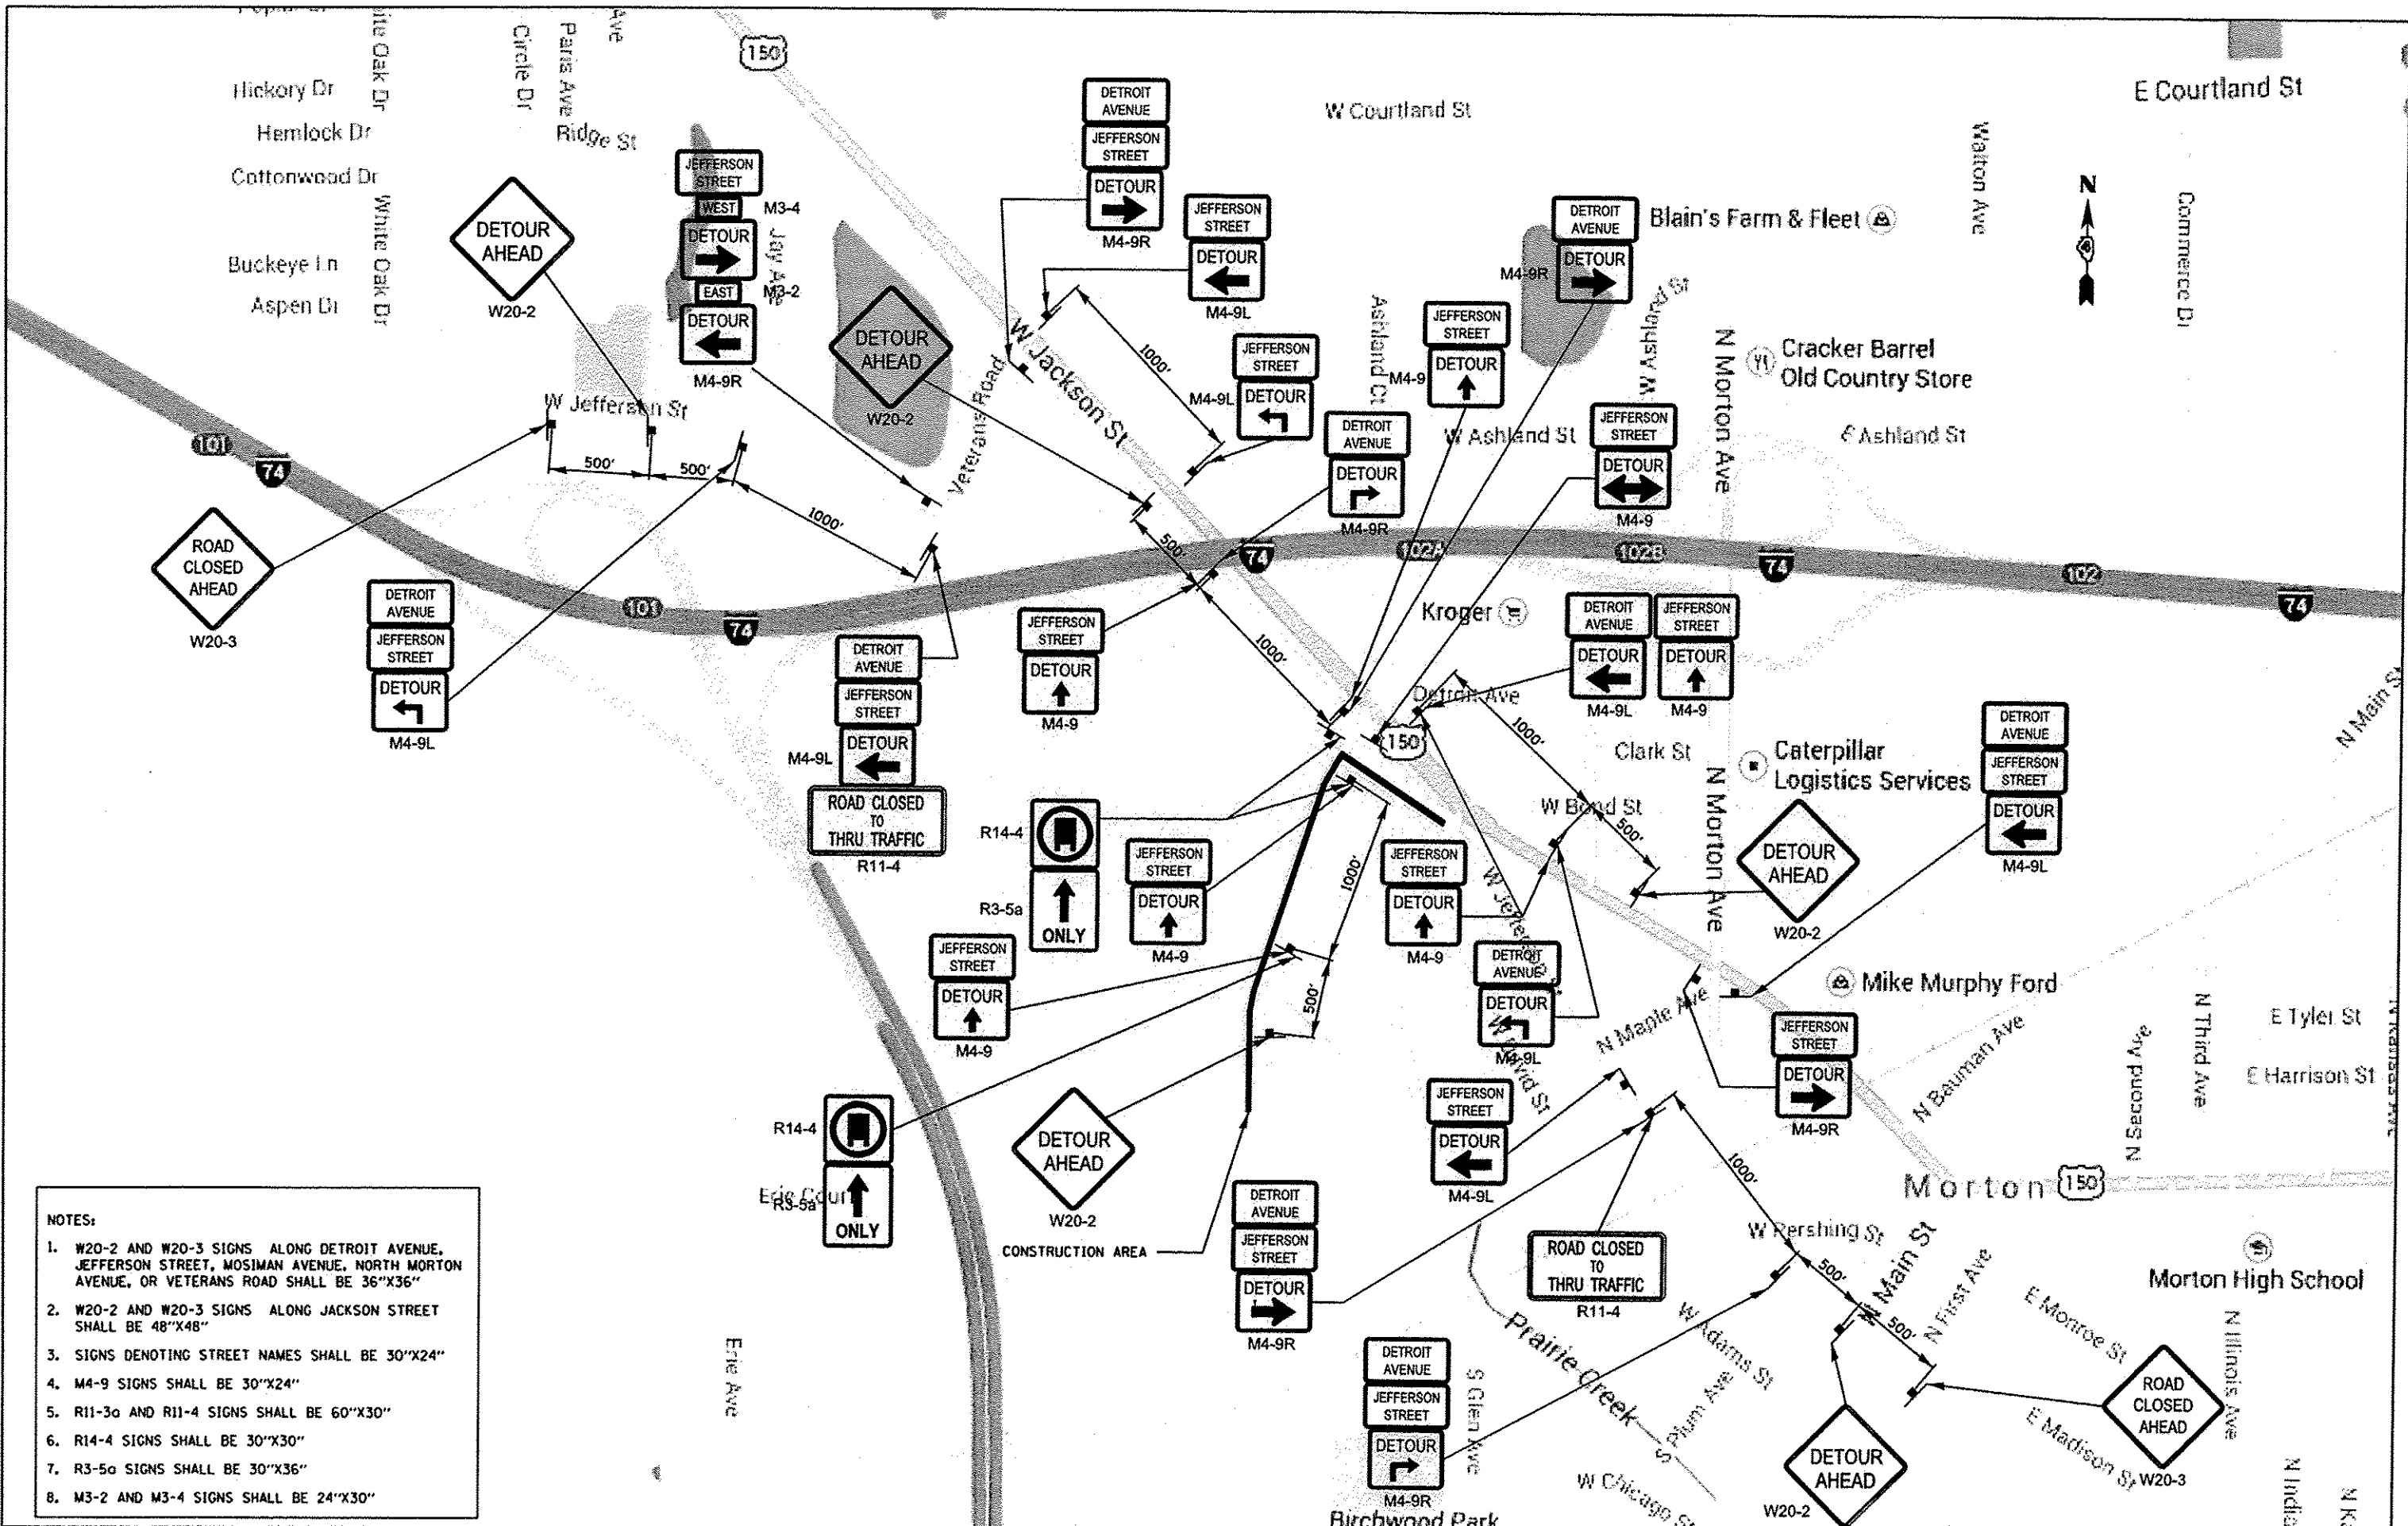 150
Hickory Dr
Hemlock Dr
Cottonwood Dr
Buckeye Ln
Aspen Dr
White Oak Dr
Circle Dr
Paris Ave
Ave
Ridge St
Jay Ave
W Courtland St
E Courtland St
Walton Ave
Commerce Dr
N
DETOUR
AHEAD
W20-2
JEFFERSON
STREET
WEST
M3-4
DETOUR
EAST
M3-2
DETOUR
M4-9R
DETROIT
AVENUE
JEFFERSON
STREET
DETOUR
M4-9R
JEFFERSON
STREET
DETOUR
M4-9L
DETROIT
AVENUE
DETOUR
M4-9R
Blain's Farm & Fleet
DETOUR
AHEAD
W20-2
W Jackson St
Veterans Road
1000'
JEFFERSON
STREET
DETOUR
M4-9L
Ashland Ct
JEFFERSON
STREET
DETOUR
M4-9
W Ashland St
N Morton Ave
Cracker Barrel
Old Country Store
W Jefferson St
DETROIT
AVENUE
DETOUR
M4-9R
W Ashland St
JEFFERSON
STREET
DETOUR
M4-9
E Ashland St
101
74
500'
500'
1000'
500'
74
102A
102B
74
102
74
101
74
ROAD
CLOSED
AHEAD
W20-3
DETROIT
AVENUE
JEFFERSON
STREET
DETOUR
M4-9L
DETROIT
AVENUE
JEFFERSON
STREET
DETOUR
M4-9L
ROAD CLOSED
TO
THRU TRAFFIC
R11-4
JEFFERSON
STREET
DETOUR
M4-9
1000'
Kroger
DETROIT
AVENUE
DETOUR
M4-9L
JEFFERSON
STREET
DETOUR
M4-9
Detroit Ave
150
1000'
Clark St
Caterpillar
Logistics Services
N Morton Ave
N Main St
DETROIT
AVENUE
JEFFERSON
STREET
DETOUR
M4-9L
W Bond St
500'
DETOUR
AHEAD
W20-2
R14-4
R3-5a
ONLY
JEFFERSON
STREET
DETOUR
M4-9
1000'
JEFFERSON
STREET
DETOUR
M4-9
DETROIT
AVENUE
DETOUR
M4-9L
JEFFERSON
STREET
DETOUR
M4-9
500'
W David St
N Maple Ave
Mike Murphy Ford
JEFFERSON
STREET
DETOUR
M4-9R
N Bauman Ave
N Second Ave
N Third Ave
E Tyler St
E Harrison St
R14-4
R3-5a
ONLY
DETOUR
AHEAD
W20-2
JEFFERSON
STREET
DETOUR
M4-9L
1000'
Morton
150
CONSTRUCTION AREA
DETROIT
AVENUE
JEFFERSON
STREET
DETOUR
M4-9R
ROAD CLOSED
TO
THRU TRAFFIC
R11-4
W Pershing St
500'
Main St
N First Ave
500'
E Monroe St
Morton High School
N Illinois Ave
Erie Ave
DETROIT
AVENUE
JEFFERSON
STREET
DETOUR
M4-9R
S Glen Ave
Prairie Creek
W Adams St
S Plum Ave
W Chicago St
Birchwood Park
DETOUR
AHEAD
W20-2
E Madison St
ROAD
CLOSED
AHEAD
W20-3
NOTES:
1. W20-2 AND W20-3 SIGNS ALONG DETROIT AVENUE,
JEFFERSON STREET, MOSIMAN AVENUE, NORTH MORTON
AVENUE, OR VETERANS ROAD SHALL BE 36"X36"
2. W20-2 AND W20-3 SIGNS ALONG JACKSON STREET
SHALL BE 48"X48"
3. SIGNS DENOTING STREET NAMES SHALL BE 30"X24"
4. M4-9 SIGNS SHALL BE 30"X24"
5. R11-3a AND R11-4 SIGNS SHALL BE 60"X30"
6. R14-4 SIGNS SHALL BE 30"X30"
7. R3-5a SIGNS SHALL BE 30"X36"
8. M3-2 AND M3-4 SIGNS SHALL BE 24"X30"